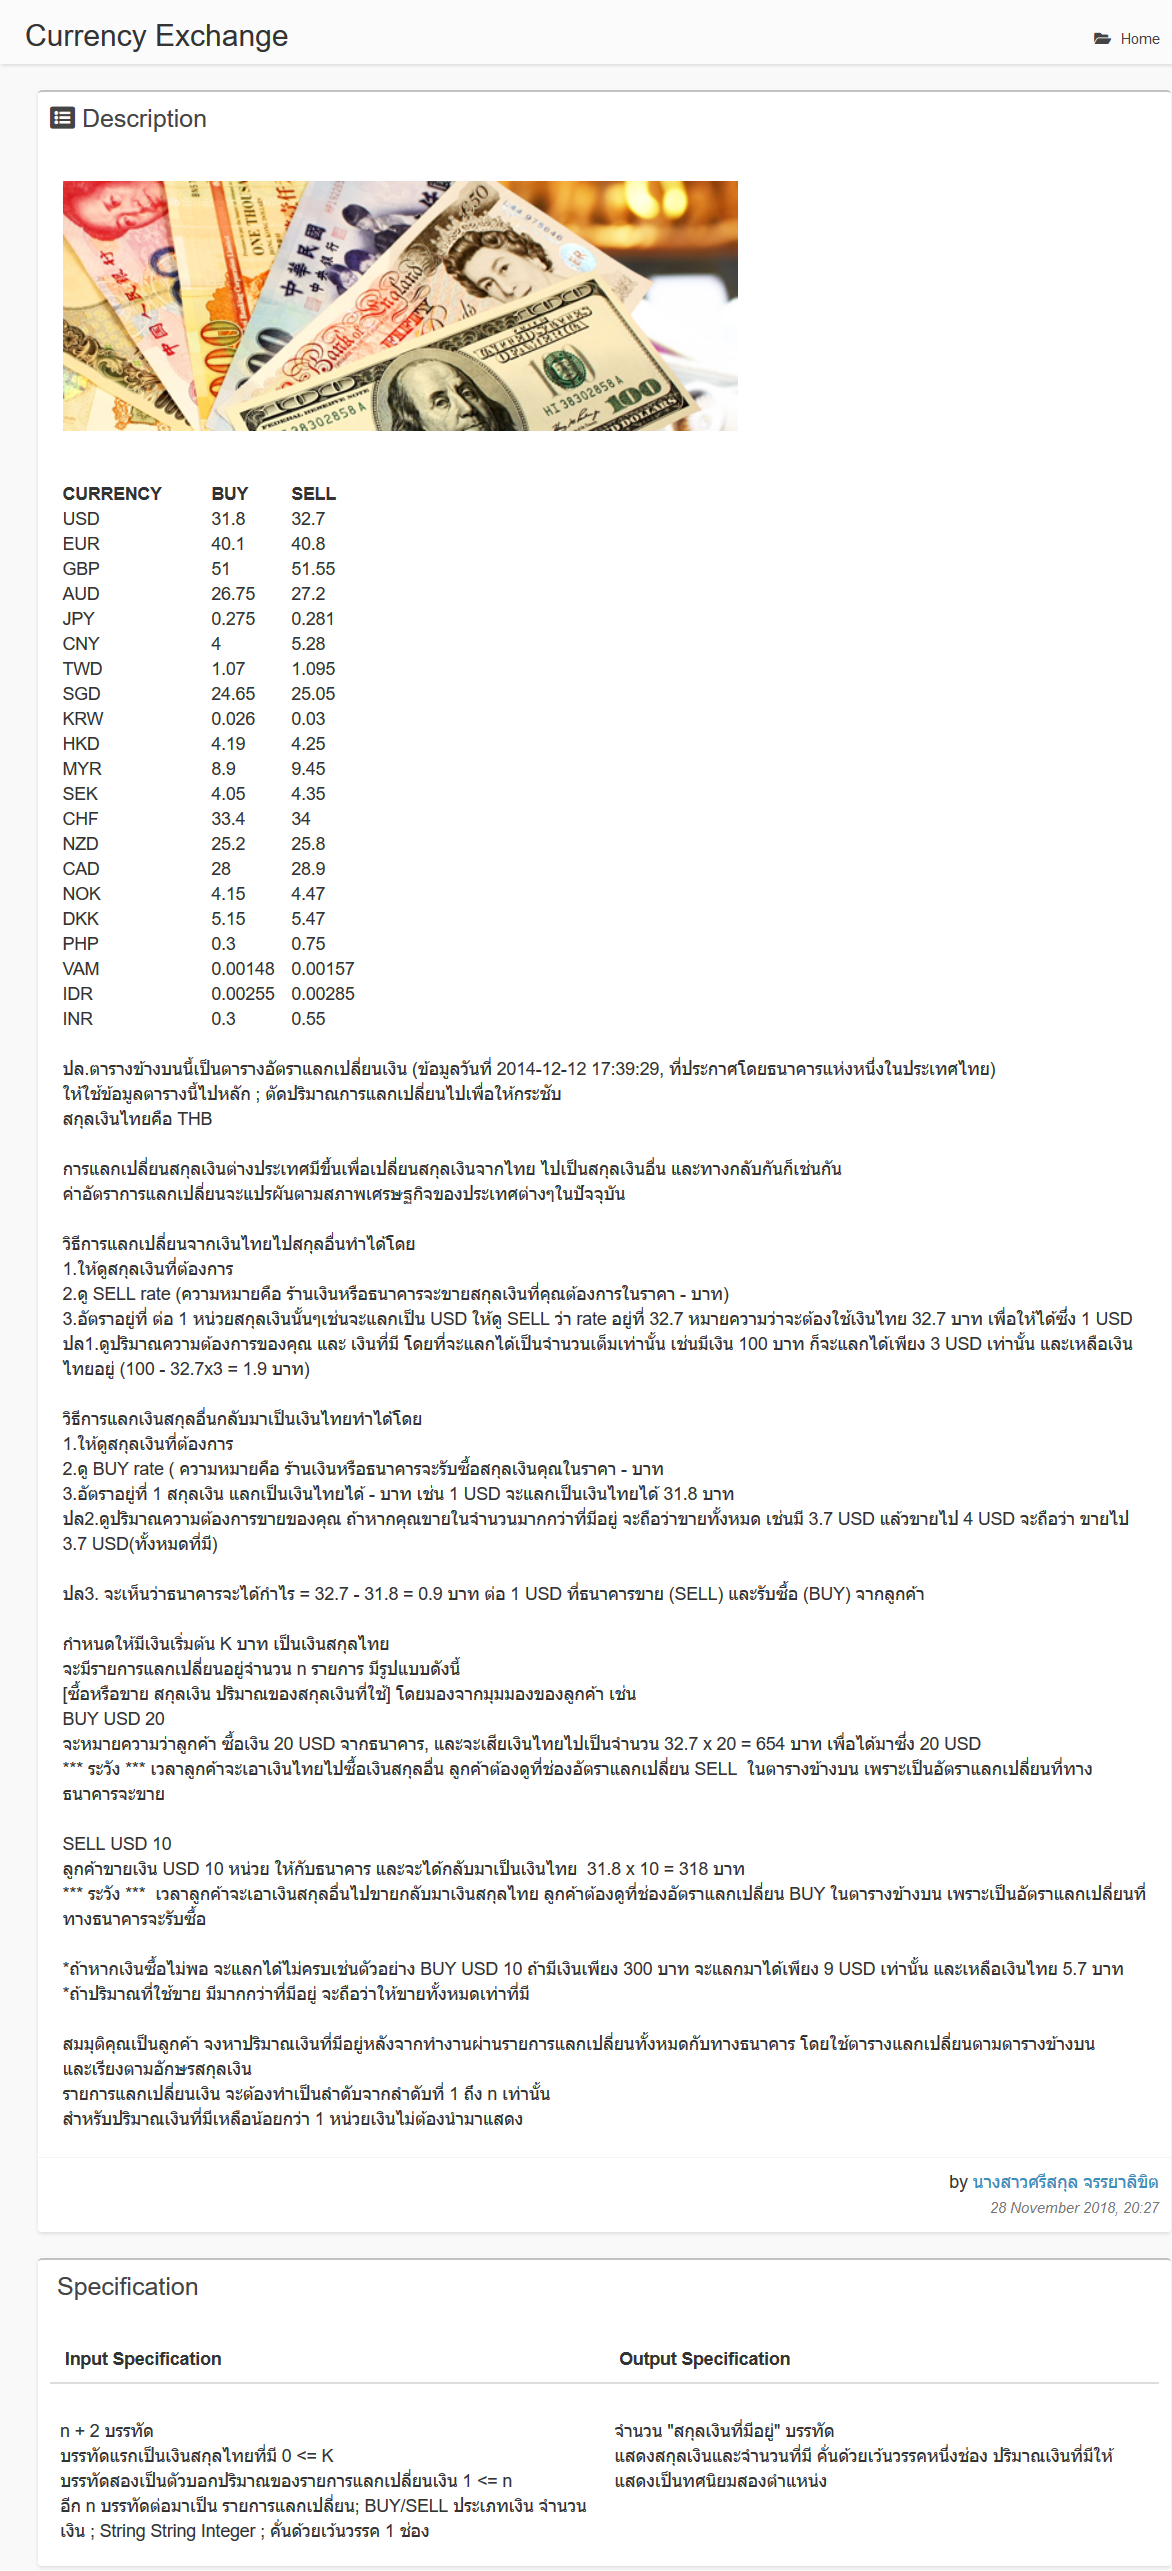 Currency Exchange
Home
Description
中国人民银行
ONE THOUSAND
中華民國
中央銀行
Bank of England
FIFTY
£50
L44 975646
THE UNITED STATES OF AMERICA
FEDERAL RESERVE NOTE
HI 38302858 A
100
CURRENCY BUY SELL
USD 31.8 32.7
EUR 40.1 40.8
GBP 51 51.55
AUD 26.75 27.2
JPY 0.275 0.281
CNY 4 5.28
TWD 1.07 1.095
SGD 24.65 25.05
KRW 0.026 0.03
HKD 4.19 4.25
MYR 8.9 9.45
SEK 4.05 4.35
CHF 33.4 34
NZD 25.2 25.8
CAD 28 28.9
NOK 4.15 4.47
DKK 5.15 5.47
PHP 0.3 0.75
VAM 0.00148 0.00157
IDR 0.00255 0.00285
INR 0.3 0.55
ปล.ตารางข้างบนนี้เป็นตารางอัตราแลกเปลี่ยนเงิน (ข้อมูลวันที่ 2014-12-12 17:39:29, ที่ประกาศโดยธนาคารแห่งหนึ่งในประเทศไทย)
ให้ใช้ข้อมูลตารางนี้ไปหลัก ; ตัดปริมาณการแลกเปลี่ยนไปเพื่อให้กระชับ
สกุลเงินไทยคือ THB
การแลกเปลี่ยนสกุลเงินต่างประเทศมีขึ้นเพื่อเปลี่ยนสกุลเงินจากไทย ไปเป็นสกุลเงินอื่น และทางกลับกันก็เช่นกัน
ค่าอัตราการแลกเปลี่ยนจะแปรผันตามสภาพเศรษฐกิจของประเทศต่างๆในปัจจุบัน
วิธีการแลกเปลี่ยนจากเงินไทยไปสกุลอื่นทำได้โดย
1.ให้ดูสกุลเงินที่ต้องการ
2.ดู SELL rate (ความหมายคือ ร้านเงินหรือธนาคารจะขายสกุลเงินที่คุณต้องการในราคา - บาท)
3.อัตราอยู่ที่ ต่อ 1 หน่วยสกุลเงินนั้นๆเช่นจะแลกเป็น USD ให้ดู SELL ว่า rate อยู่ที่ 32.7 หมายความว่าจะต้องใช้เงินไทย 32.7 บาท เพื่อให้ได้ซึ่ง 1 USD
ปล1.ดูปริมาณความต้องการของคุณ และ เงินที่มี โดยที่จะแลกได้เป็นจำนวนเต็มเท่านั้น เช่นมีเงิน 100 บาท ก็จะแลกได้เพียง 3 USD เท่านั้น และเหลือเงิน
ไทยอยู่ (100 - 32.7x3 = 1.9 บาท)
วิธีการแลกเงินสกุลอื่นกลับมาเป็นเงินไทยทำได้โดย
1.ให้ดูสกุลเงินที่ต้องการ
2.ดู BUY rate ( ความหมายคือ ร้านเงินหรือธนาคารจะรับซื้อสกุลเงินคุณในราคา - บาท
3.อัตราอยู่ที่ 1 สกุลเงิน แลกเป็นเงินไทยได้ - บาท เช่น 1 USD จะแลกเป็นเงินไทยได้ 31.8 บาท
ปล2.ดูปริมาณความต้องการขายของคุณ ถ้าหากคุณขายในจำนวนมากกว่าที่มีอยู่ จะถือว่าขายทั้งหมด เช่นมี 3.7 USD แล้วขายไป 4 USD จะถือว่า ขายไป
3.7 USD(ทั้งหมดที่มี)
ปล3. จะเห็นว่าธนาคารจะได้กำไร = 32.7 - 31.8 = 0.9 บาท ต่อ 1 USD ที่ธนาคารขาย (SELL) และรับซื้อ (BUY) จากลูกค้า
กำหนดให้มีเงินเริ่มต้น K บาท เป็นเงินสกุลไทย
จะมีรายการแลกเปลี่ยนอยู่จำนวน n รายการ มีรูปแบบดังนี้
[ซื้อหรือขาย สกุลเงิน ปริมาณของสกุลเงินที่ใช้] โดยมองจากมุมมองของลูกค้า เช่น
BUY USD 20
จะหมายความว่าลูกค้า ซื้อเงิน 20 USD จากธนาคาร, และจะเสียเงินไทยไปเป็นจำนวน 32.7 x 20 = 654 บาท เพื่อได้มาซึ่ง 20 USD
*** ระวัง *** เวลาลูกค้าจะเอาเงินไทยไปซื้อเงินสกุลอื่น ลูกค้าต้องดูที่ช่องอัตราแลกเปลี่ยน SELL ในตารางข้างบน เพราะเป็นอัตราแลกเปลี่ยนที่ทาง
ธนาคารจะขาย
SELL USD 10
ลูกค้าขายเงิน USD 10 หน่วย ให้กับธนาคาร และจะได้กลับมาเป็นเงินไทย 31.8 x 10 = 318 บาท
*** ระวัง *** เวลาลูกค้าจะเอาเงินสกุลอื่นไปขายกลับมาเงินสกุลไทย ลูกค้าต้องดูที่ช่องอัตราแลกเปลี่ยน BUY ในตารางข้างบน เพราะเป็นอัตราแลกเปลี่ยนที่
ทางธนาคารจะรับซื้อ
*ถ้าหากเงินซื้อไม่พอ จะแลกได้ไม่ครบเช่นตัวอย่าง BUY USD 10 ถ้ามีเงินเพียง 300 บาท จะแลกมาได้เพียง 9 USD เท่านั้น และเหลือเงินไทย 5.7 บาท
*ถ้าปริมาณที่ใช้ขาย มีมากกว่าที่มีอยู่ จะถือว่าให้ขายทั้งหมดเท่าที่มี
สมมุติคุณเป็นลูกค้า จงหาปริมาณเงินที่มีอยู่หลังจากทำงานผ่านรายการแลกเปลี่ยนทั้งหมดกับทางธนาคาร โดยใช้ตารางแลกเปลี่ยนตามตารางข้างบน
และเรียงตามอักษรสกุลเงิน
รายการแลกเปลี่ยนเงิน จะต้องทำเป็นลำดับจากลำดับที่ 1 ถึง n เท่านั้น
สำหรับปริมาณเงินที่มีเหลือน้อยกว่า 1 หน่วยเงินไม่ต้องนำมาแสดง
by นางสาวศรีสกุล จรรยาลิขิต
28 November 2018, 20:27
Specification
Input Specification
n + 2 บรรทัด
บรรทัดแรกเป็นเงินสกุลไทยที่มี 0 <= K
บรรทัดสองเป็นตัวบอกปริมาณของรายการแลกเปลี่ยนเงิน 1 <= n
อีก n บรรทัดต่อมาเป็น รายการแลกเปลี่ยน; BUY/SELL ประเภทเงิน จำนวน
เงิน ; String String Integer ; คั่นด้วยเว้นวรรค 1 ช่อง
Output Specification
จำนวน "สกุลเงินที่มีอยู่" บรรทัด
แสดงสกุลเงินและจำนวนที่มี คั่นด้วยเว้นวรรคหนึ่งช่อง ปริมาณเงินที่มีให้
แสดงเป็นทศนิยมสองตำแหน่ง